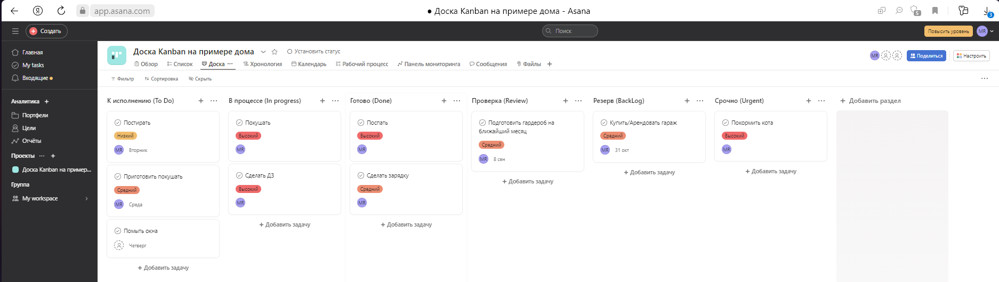 Я
app.asana.com
● Доска Kanban на примере дома - Asana
5
3
Создать
Поиск
Повысить уровень
MR
Главная
My tasks
Входящие
Аналитика +
Портфели
Цели
Отчёты
Проекты ... +
Доска Kanban на пример...
Группа
My workspace
Доска Kanban на примере дома
Установить статус
Обзор
Список
Доска ...
Хронология
Календарь
Рабочий процесс
Панель мониторинга
Сообщения
Файлы +
MR
Поделиться
Настроить
Фильтр
Сортировка
Скрыть
...
К исполнению (To Do) + ...
Постирать
Низкий
MR Вторник
Приготовить покушать
Средний
MR Среда
Помыть окна
Четверг
+ Добавить задачу
В процессе (In progress) + ...
Покушать
Высокий
MR
Сделать ДЗ
Высокий
MR
+ Добавить задачу
Готово (Done) + ...
Поспать
Высокий
MR
Сделать зарядку
Средний
MR
+ Добавить задачу
Проверка (Review) + ...
Подготовить гардероб на
ближайший месяц
Средний
MR 8 сен
+ Добавить задачу
Резерв (BackLog) + ...
Купить/Арендовать гараж
Средний
MR 31 окт
+ Добавить задачу
Срочно (Urgent) + ...
Покормить кота
Высокий
MR
+ Добавить задачу
+ Добавить раздел